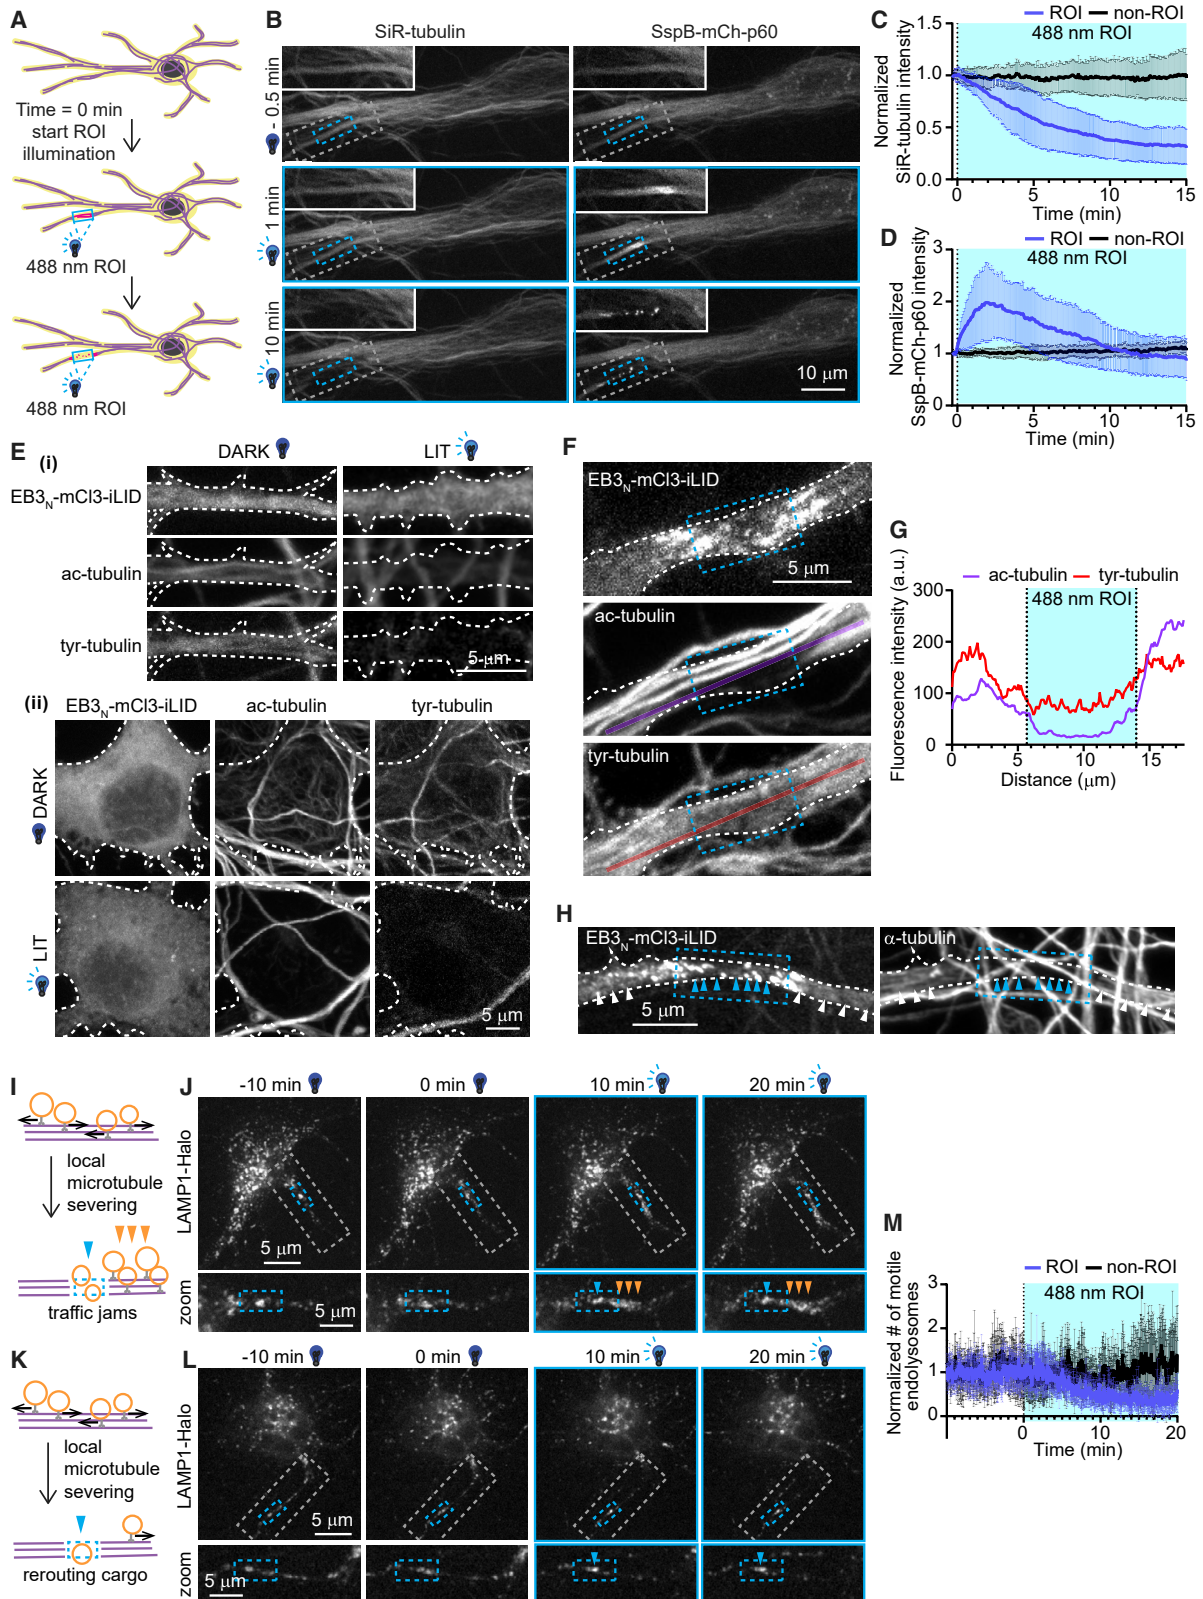 A
Time = 0 min
start ROI
illumination
488 nm ROI
488 nm ROI
B
SiR-tubulin
SspB-mCh-p60
- 0.5 min
1 min
10 min
10 μm
C
ROI
non-ROI
488 nm ROI
Normalized
SiR-tubulin intensity
1.5
1.0
0.5
0.0
0
5
10
15
Time (min)
D
ROI
non-ROI
488 nm ROI
Normalized
SspB-mCh-p60 intensity
3
2
1
0
0
5
10
15
Time (min)
E
(i)
DARK
LIT
EB3N-mCl3-iLID
ac-tubulin
tyr-tubulin
5 μm
(ii)
EB3N-mCl3-iLID
ac-tubulin
tyr-tubulin
DARK
LIT
5 μm
F
EB3N-mCl3-iLID
5 μm
ac-tubulin
tyr-tubulin
G
ac-tubulin
tyr-tubulin
488 nm ROI
Fluorescence intensity (a.u.)
300
200
100
0
0
5
10
15
Distance (μm)
H
EB3N-mCl3-iLID
5 μm
α-tubulin
I
local
microtubule
severing
traffic jams
J
-10 min
0 min
10 min
20 min
LAMP1-Halo
5 μm
zoom
5 μm
K
local
microtubule
severing
rerouting cargo
L
-10 min
0 min
10 min
20 min
LAMP1-Halo
5 μm
zoom
5 μm
M
ROI
non-ROI
488 nm ROI
Normalized # of motile
endolysosomes
3
2
1
0
0
10
20
Time (min)